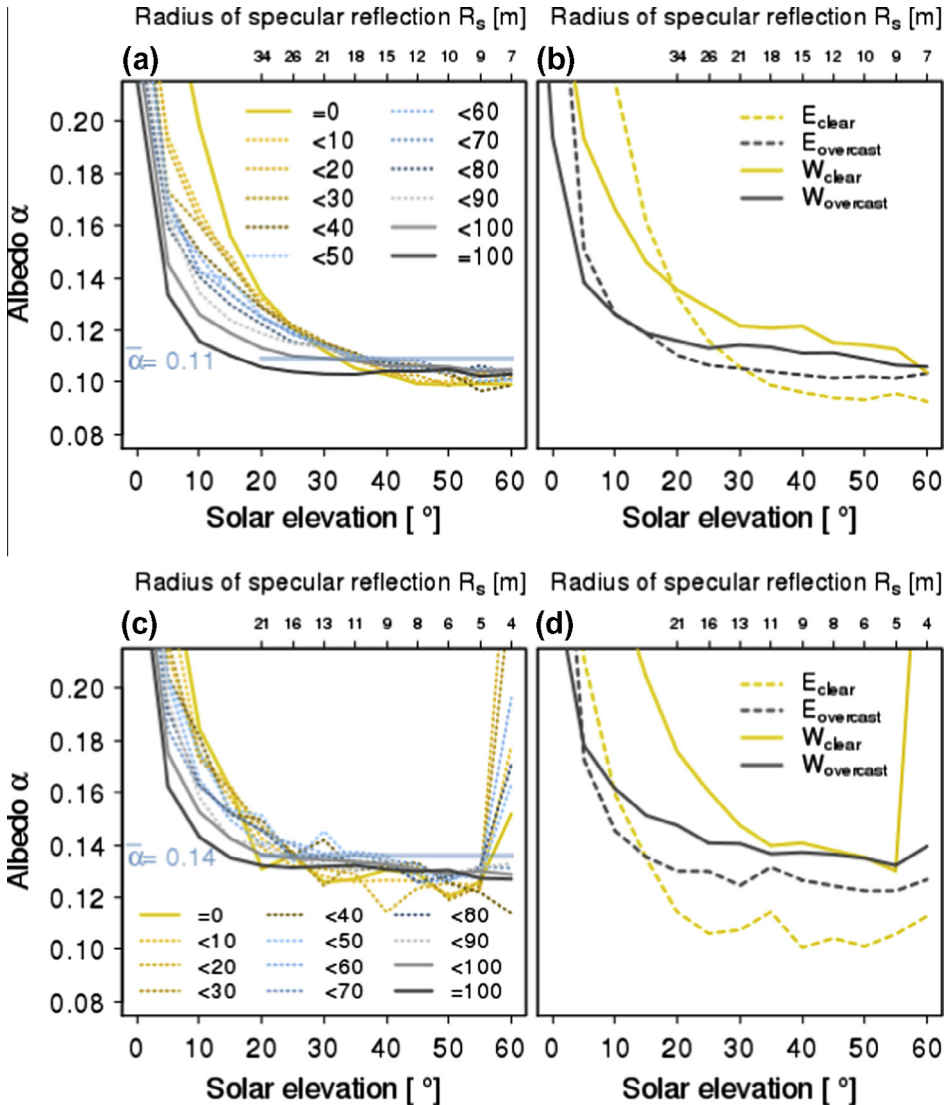 Radius of specular reflection Rs [m]
Radius of specular reflection Rs [m]
(a)
34 26 21 18 15 12 10 9 7
(b)
34 26 21 18 15 12 10 9 7
Albedo α
0.20
0.18
0.16
0.14
0.12
0.10
0.08
=0
<10
<20
<30
<40
<50
<60
<70
<80
<90
<100
=100
ᾱ= 0.11
Eclear
Eovercast
Wclear
Wovercast
0 10 20 30 40 50 60
0 10 20 30 40 50 60
Solar elevation [ °]
Solar elevation [ °]
Radius of specular reflection Rs [m]
Radius of specular reflection Rs [m]
(c)
21 16 13 11 9 8 6 5 4
(d)
21 16 13 11 9 8 6 5 4
Albedo α
0.20
0.18
0.16
0.14
0.12
0.10
0.08
ᾱ= 0.14
=0
<10
<20
<30
<40
<50
<60
<70
<80
<90
<100
=100
Eclear
Eovercast
Wclear
Wovercast
0 10 20 30 40 50 60
0 10 20 30 40 50 60
Solar elevation [ °]
Solar elevation [ °]